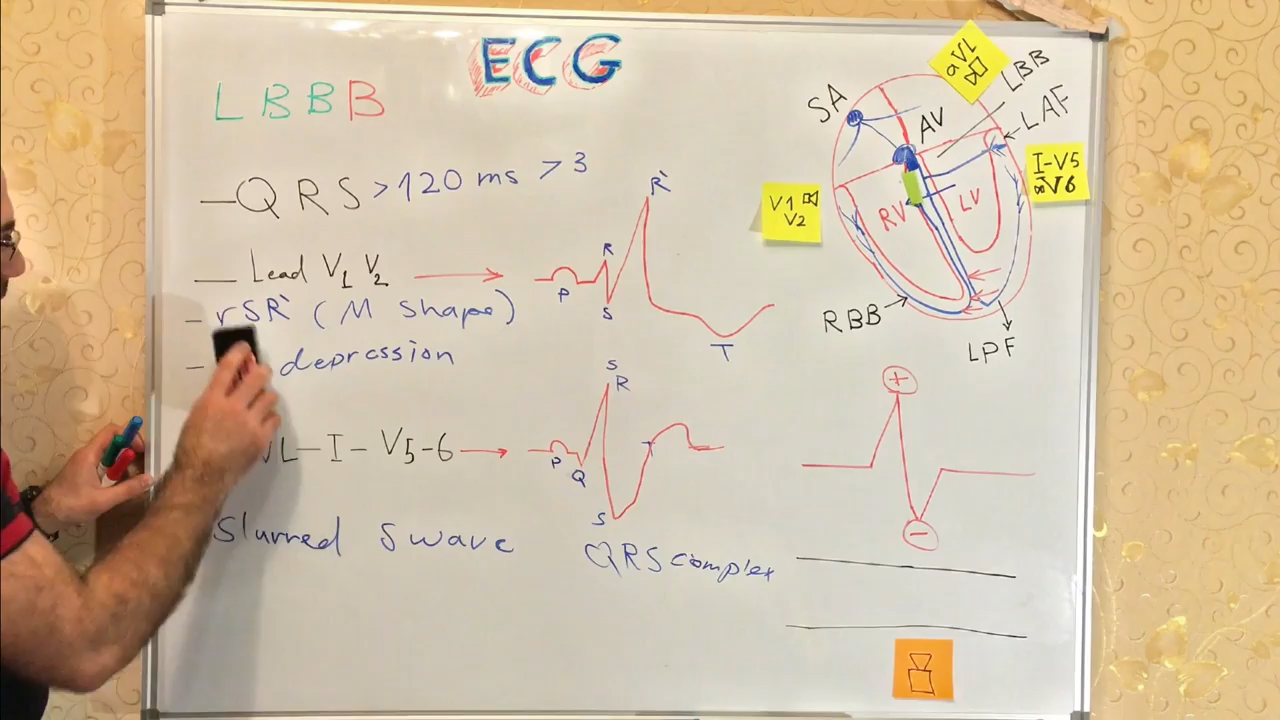 ECG
LBBB
– QRS > 120 ms > 3
– Lead V1 V2
– rSR` (M shape)
– depression
VL – I – V5-6
Slurred S wave
P
R
S
R`
T
S
R
P
Q
S
T
QRS complex
SA
AV
aVL
LBB
LAF
I-V5
V6
V1
V2
RV
LV
RBB
LPF
+
−